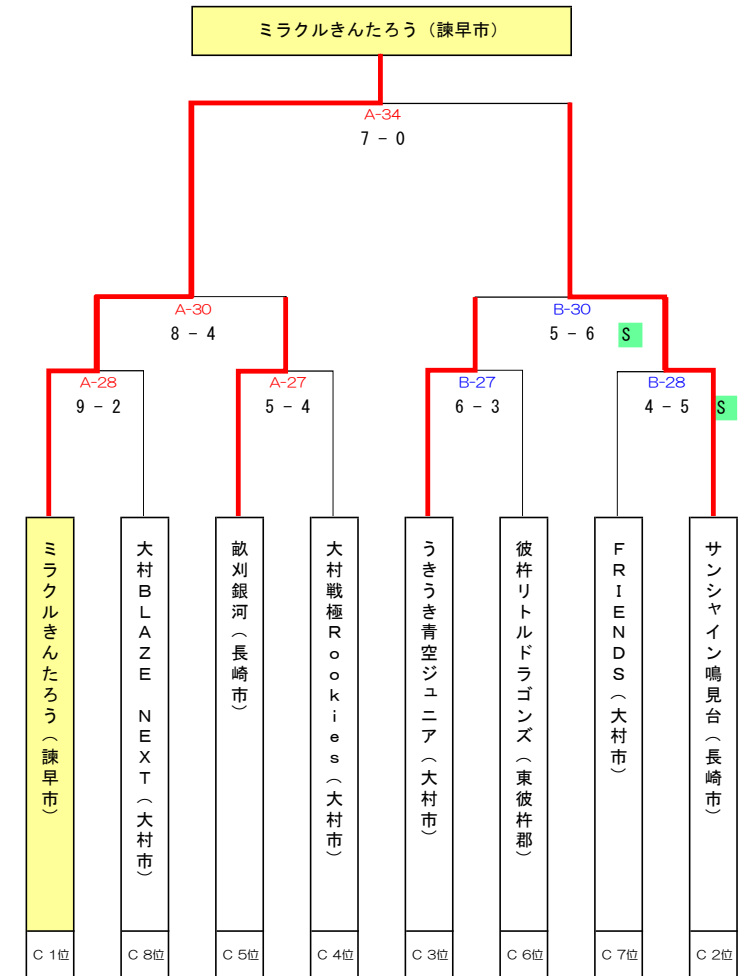 ミラクルきんたろう（諫早市）
A-34
7 - 0
A-30
8 - 4
B-30
5 - 6
S
A-28
9 - 2
A-27
5 - 4
B-27
6 - 3
B-28
4 - 5
S
ミラクルきんたろう（諫早市）
大村ＢＬＡＺＥ　ＮＥＸＴ（大村市）
畝刈銀河（長崎市）
大村戦極Ｒｏｏｋｉｅｓ（大村市）
うきうき青空ジュニア（大村市）
彼杵リトルドラゴンズ（東彼杵郡）
ＦＲＩＥＮＤＳ（大村市）
サンシャイン鳴見台（長崎市）
C 1位
C 8位
C 5位
C 4位
C 3位
C 6位
C 7位
C 2位